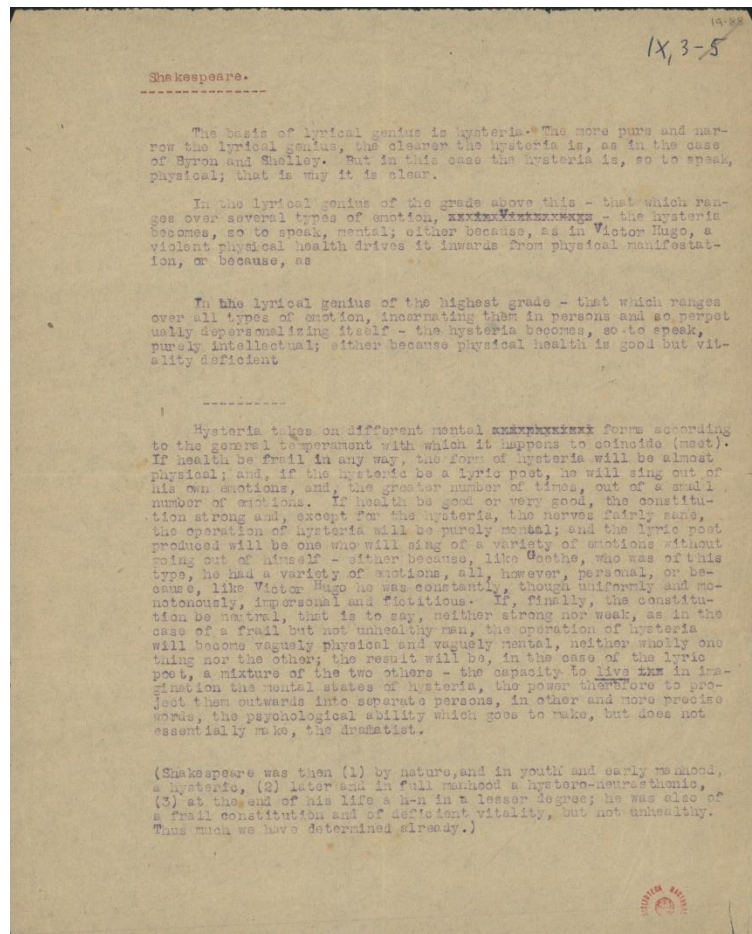 19-88
IX, 3-5
Shakespeare.
The basis of lyrical genius is hysteria. The more pure and nar-
row the lyrical genius, the clearer the hysteria is, as in the case
of Byron and Shelley. But in this case the hysteria is, so to speak,
physical; that is why it is clear.
In the lyrical genius of the grade above this - that which ran-
ges over several types of emotion, - the hysteria
becomes, so to speak, mental; either because, as in Victor Hugo, a
violent physical health drives it inwards from physical manifestat-
ion, or because, as
In the lyrical genius of the highest grade - that which ranges
over all types of emotion, incarnating them in persons and so perpet
ually depersonalizing itself - the hysteria becomes, so to speak,
purely intellectual; either because physical health is good but vit-
ality deficient
----------
Hysteria takes on different mental forms according
to the general temperament with which it happens to coincide (meet).
If health be frail in any way, the form of hysteria will be almost
physical; and, if the hysteric be a lyric poet, he will sing out of
his own emotions, and, the greater number of times, out of a small
number of emotions. If health be good or very good, the constitu-
tion strong and, except for the hysteria, the nerves fairly sane,
the operation of hysteria will be purely mental; and the lyric poet
produced will be one who will sing of a variety of emotions without
going out of himself - either because, like Goethe, who was of this
type, he had a variety of emotions, all, however, personal, or be-
cause, like Victor Hugo he was constantly, though uniformly and mo-
notonously, impersonal and fictitious. If, finally, the constitu-
tion be neutral, that is to say, neither strong nor weak, as in the
case of a frail but not unhealthy man, the operation of hysteria
will become vaguely physical and vaguely mental, neither wholly one
thing nor the other; the result will be, in the case of the lyric
poet, a mixture of the two others - the capacity to live in ima-
gination the mental states of hysteria, the power therefore to pro-
ject them outwards into separate persons, in other and more precise
words, the psychological ability which goes to make, but does not
essentially make, the dramatist.
(Shakespeare was then (1) by nature,and in youth and early manhood,
a hysteric, (2) later and in full manhood a hystero-neurasthenic,
(3) at the end of his life a h-n in a lesser degree; he was also of
a frail constitution and of deficient vitality, but not unhealthy.
Thus much we have determined already.)
BIBLIOTECA NACIONAL